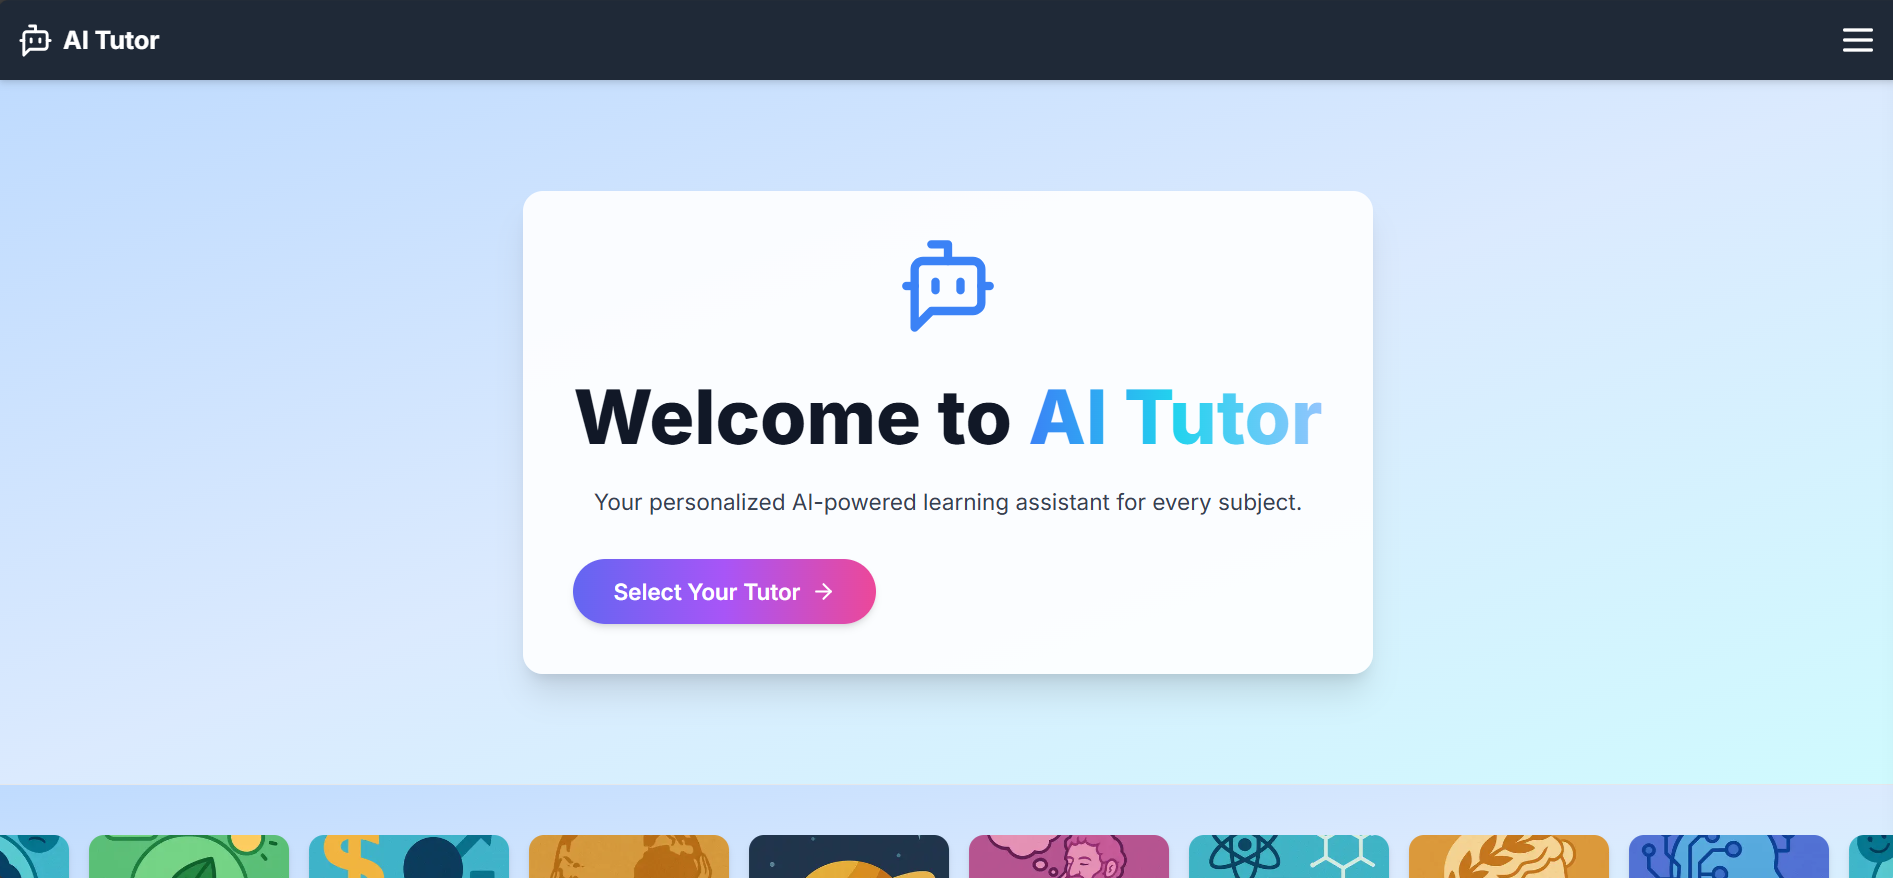 AI Tutor
Welcome to AI Tutor
Your personalized AI-powered learning assistant for every subject.
Select Your Tutor
$